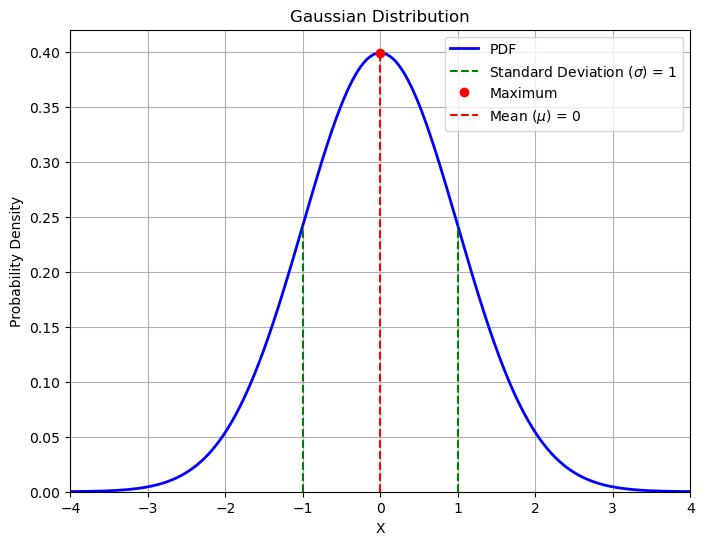 Gaussian Distribution
PDF
Standard Deviation (σ) = 1
Maximum
Mean (μ) = 0
Probability Density
0.40
0.35
0.30
0.25
0.20
0.15
0.10
0.05
0.00
−4 −3 −2 −1 0 1 2 3 4
X